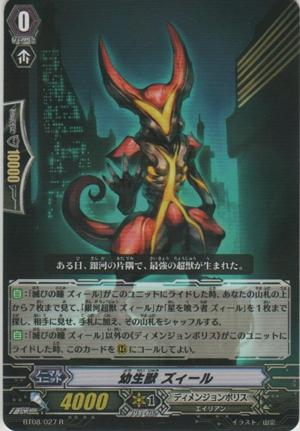 0
10000
ある日、銀河の片隅で、最強の超獣が生まれた。
:「滅びの瞳 ズィール」がこのユニットにライドした時、あなたの山札の上から7枚まで見て、「銀河超獣 ズィール」か「星を喰う者 ズィール」を1枚まで探し、相手に見せ、手札に加え、その山札をシャッフルする。
:「滅びの瞳 ズィール」以外の《ディメンジョンポリス》がこのユニットにライドした時、あなたは、このカードをにコールしてよい。
幼生獣 ズィール
4000
1
ディメンジョンポリス
エイリアン
BT08-027 R
イラスト/山宗